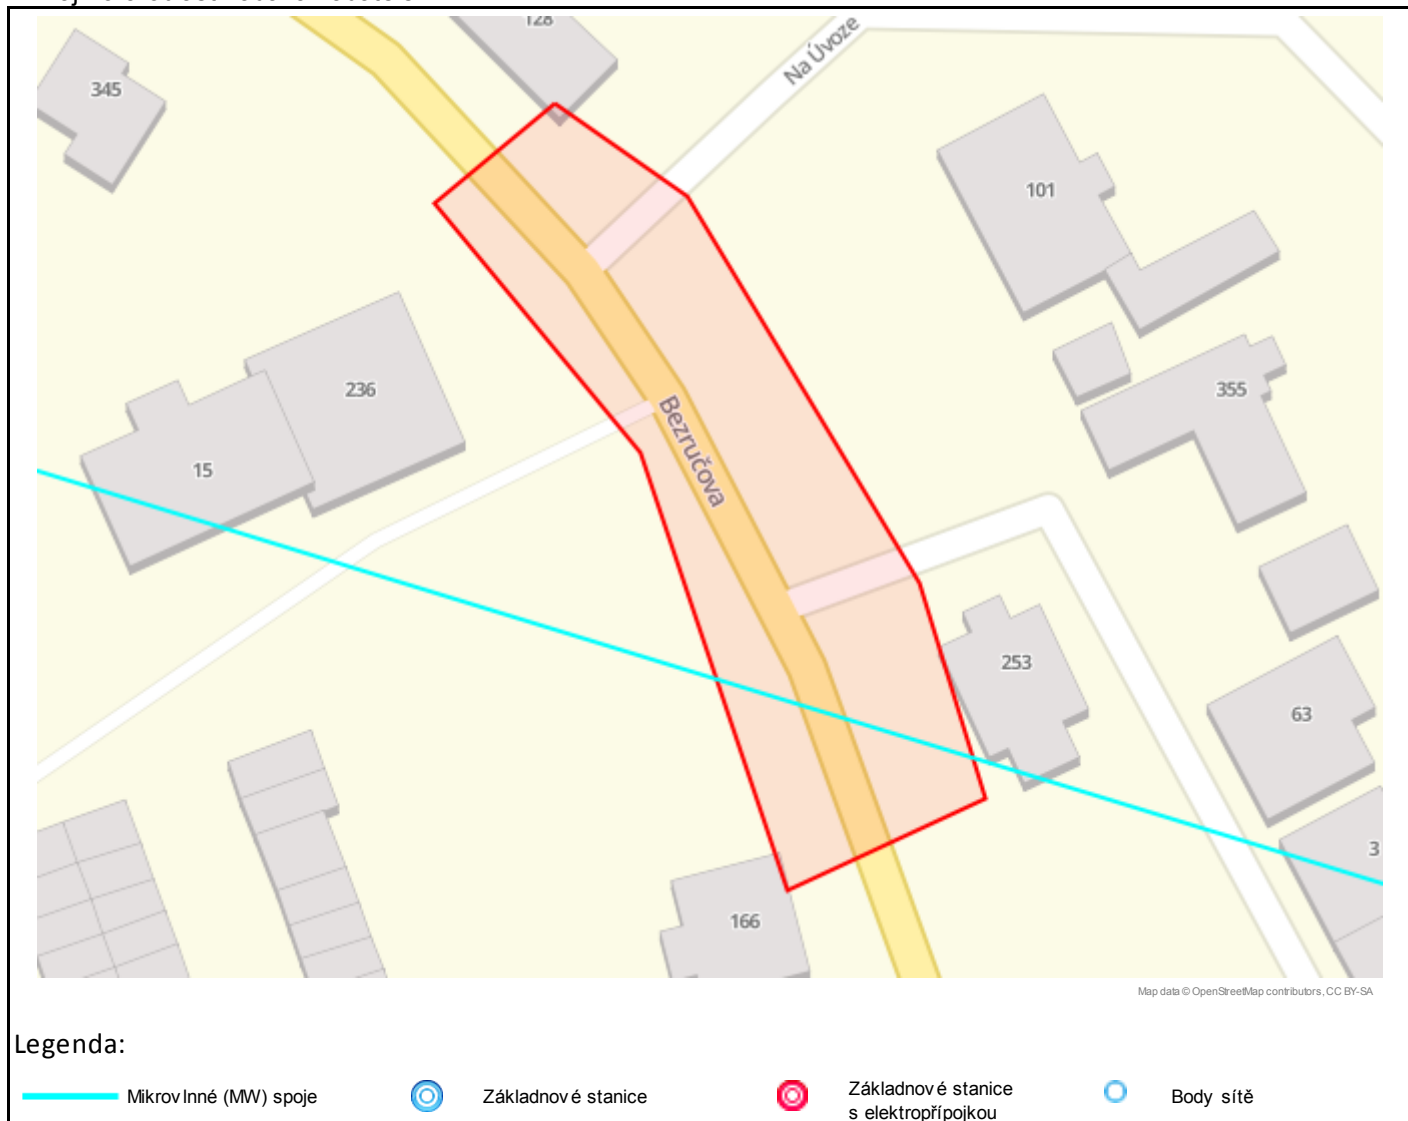 128
Na Úvoze
345
101
236
355
15
Bezručova
253
63
3
166
Map data © OpenStreetMap contributors, CC BY-SA
Legenda:
Mikrovlnné (MW) spoje
Základnové stanice
Základnové stanice
s elektropřípojkou
Body sítě